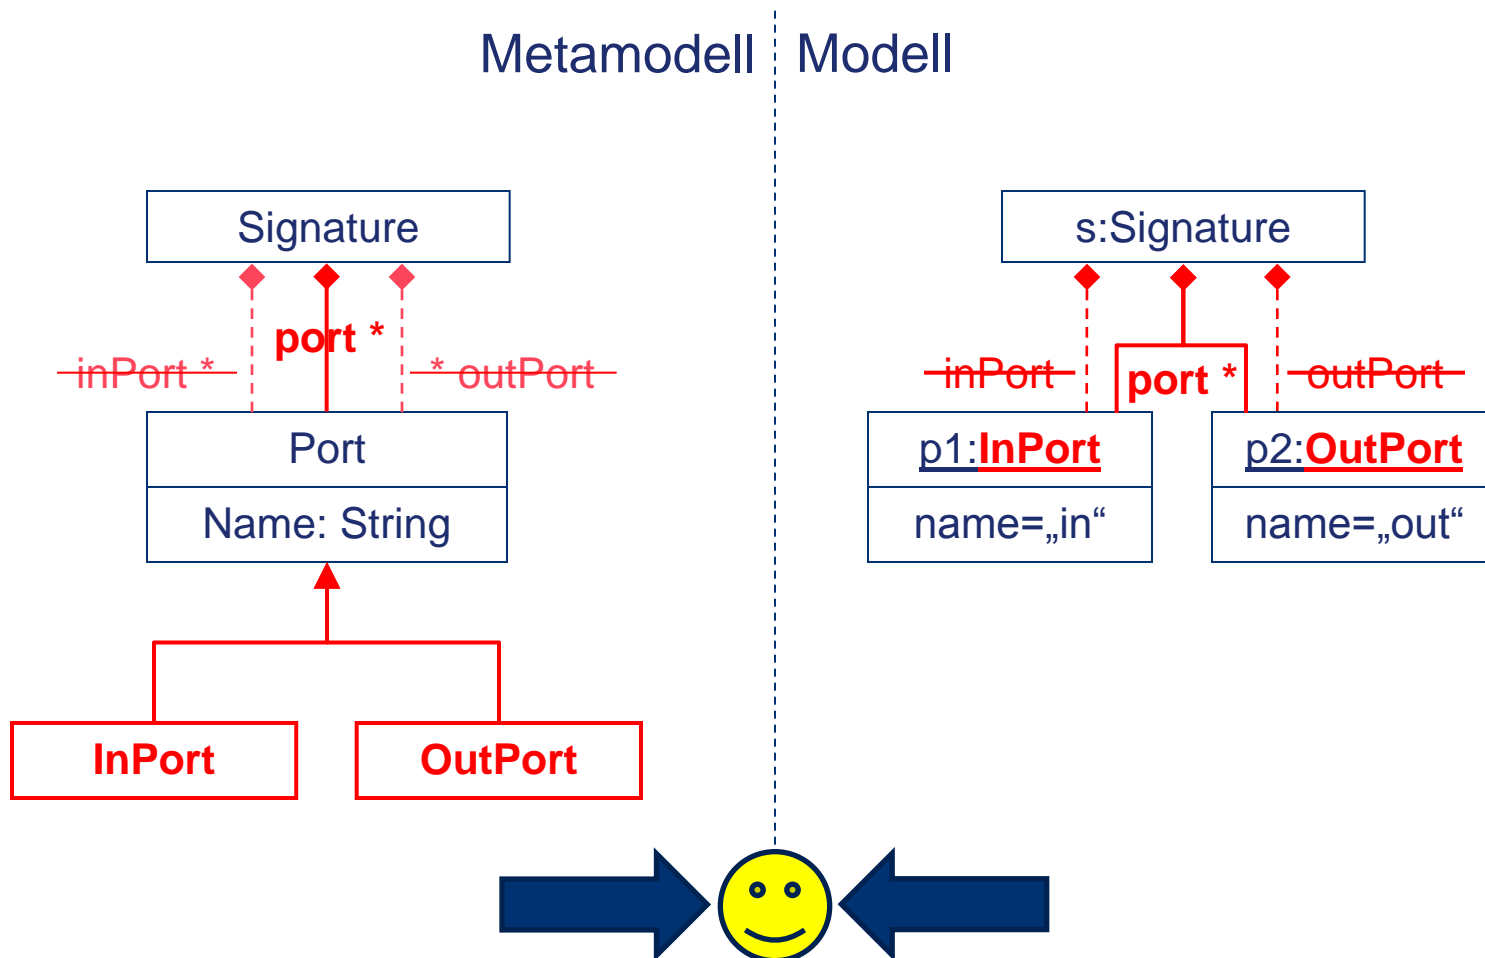 Metamodell
Modell
Signature
port *
inPort *
* outPort
Port
Name: String
InPort
OutPort
s:Signature
inPort
port *
outPort
p1:InPort
name=„in“
p2:OutPort
name=„out“